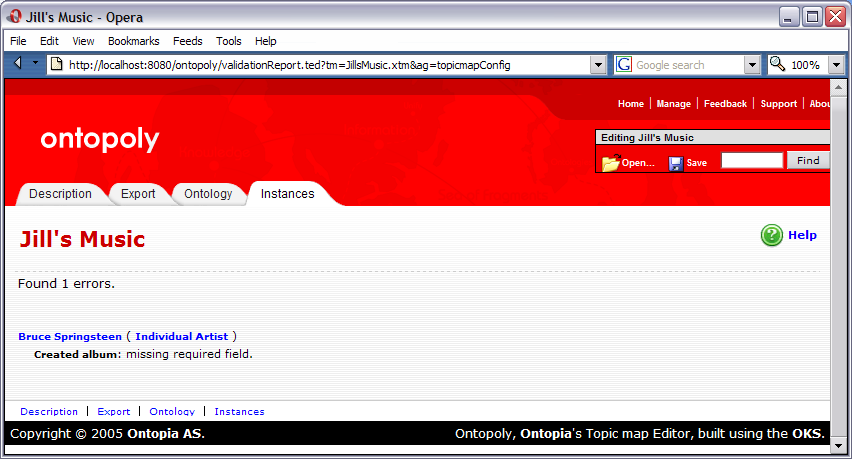 Jill's Music - Opera
File Edit View Bookmarks Feeds Tools Help
http://localhost:8080/ontopoly/validationReport.ted?tm=JillsMusic.xtm&ag=topicmapConfig
Google search
100%
Home | Manage | Feedback | Support | Abou
ontopoly
Editing Jill's Music
Open... Save Find
Description Export Ontology Instances
Jill's Music
Help
Found 1 errors.
Bruce Springsteen ( Individual Artist )
Created album: missing required field.
Description | Export | Ontology | Instances
Copyright © 2005 Ontopia AS. Ontopoly, Ontopia's Topic map Editor, built using the OKS.